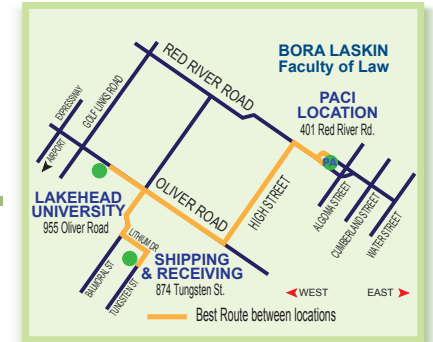 BORA LASKIN
Faculty of Law
RED RIVER ROAD
PACI
LOCATION
401 Red River Rd.
EXPRESSWAY
GOLF LINKS ROAD
AIRPORT
PA
LAKEHEAD
UNIVERSITY
955 Oliver Road
OLIVER ROAD
HIGH STREET
ALGOMA STREET
CUMBERLAND STREET
WATER STREET
LITHIUM DR
SHIPPING
& RECEIVING
874 Tungsten St.
BALMORAL ST
TUNGSTEN ST
WEST
EAST
Best Route between locations